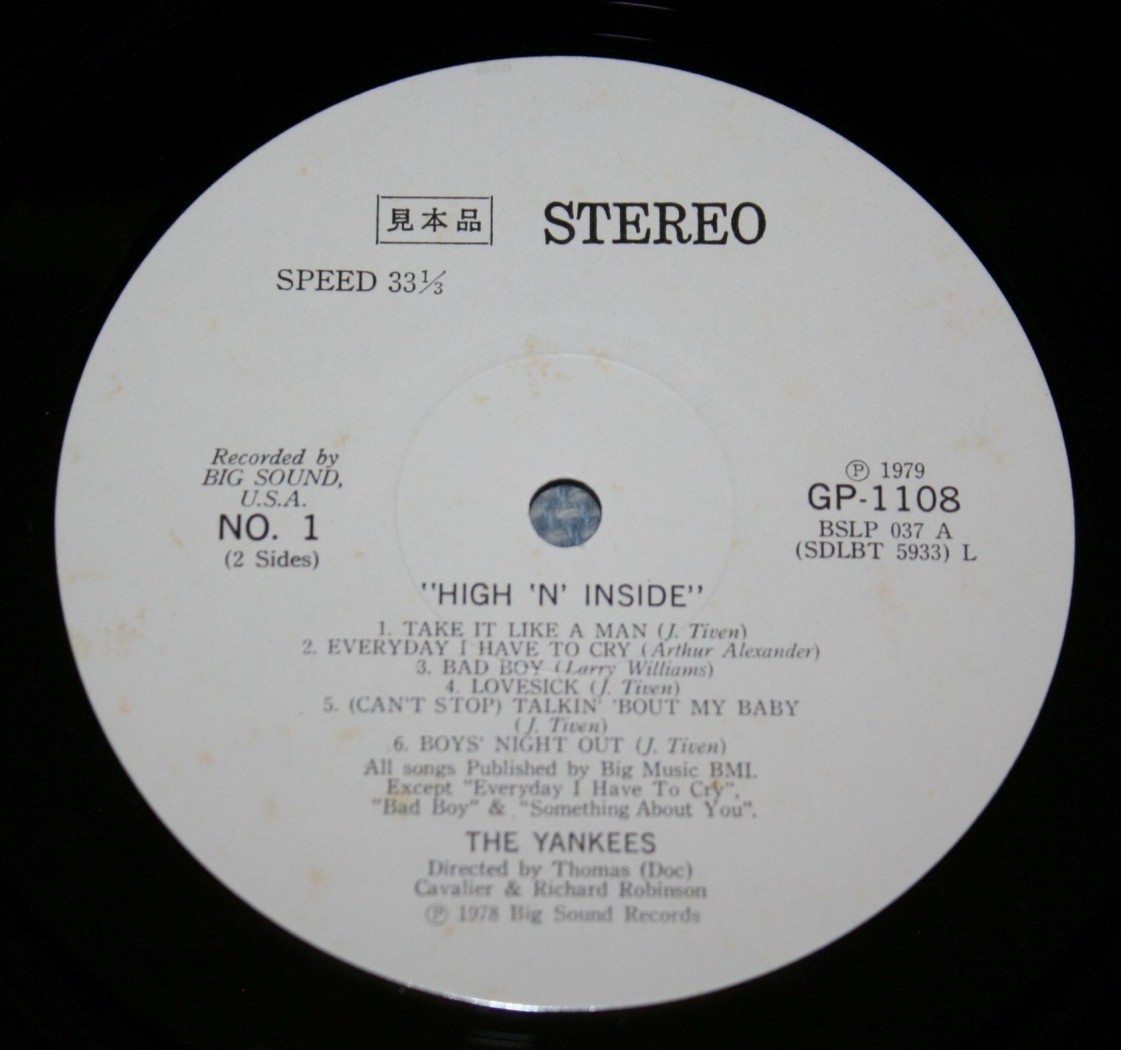 見本品 STEREO
SPEED 33⅓
Recorded by
BIG SOUND,
U.S.A.
NO. 1
(2 Sides)
Ⓟ 1979
GP-1108
BSLP 037 A
(SDLBT 5933) L
"HIGH 'N' INSIDE"
1. TAKE IT LIKE A MAN (J. Tiven)
2. EVERYDAY I HAVE TO CRY (Arthur Alexander)
3. BAD BOY (Larry Williams)
4. LOVESICK (J. Tiven)
5. (CAN'T STOP) TALKIN' 'BOUT MY BABY
(J. Tiven)
6. BOYS' NIGHT OUT (J. Tiven)
All songs Published by Big Music BMI.
Except "Everyday I Have To Cry",
"Bad Boy" & "Something About You".
THE YANKEES
Directed by Thomas (Doc)
Cavalier & Richard Robinson
Ⓟ 1978 Big Sound Records